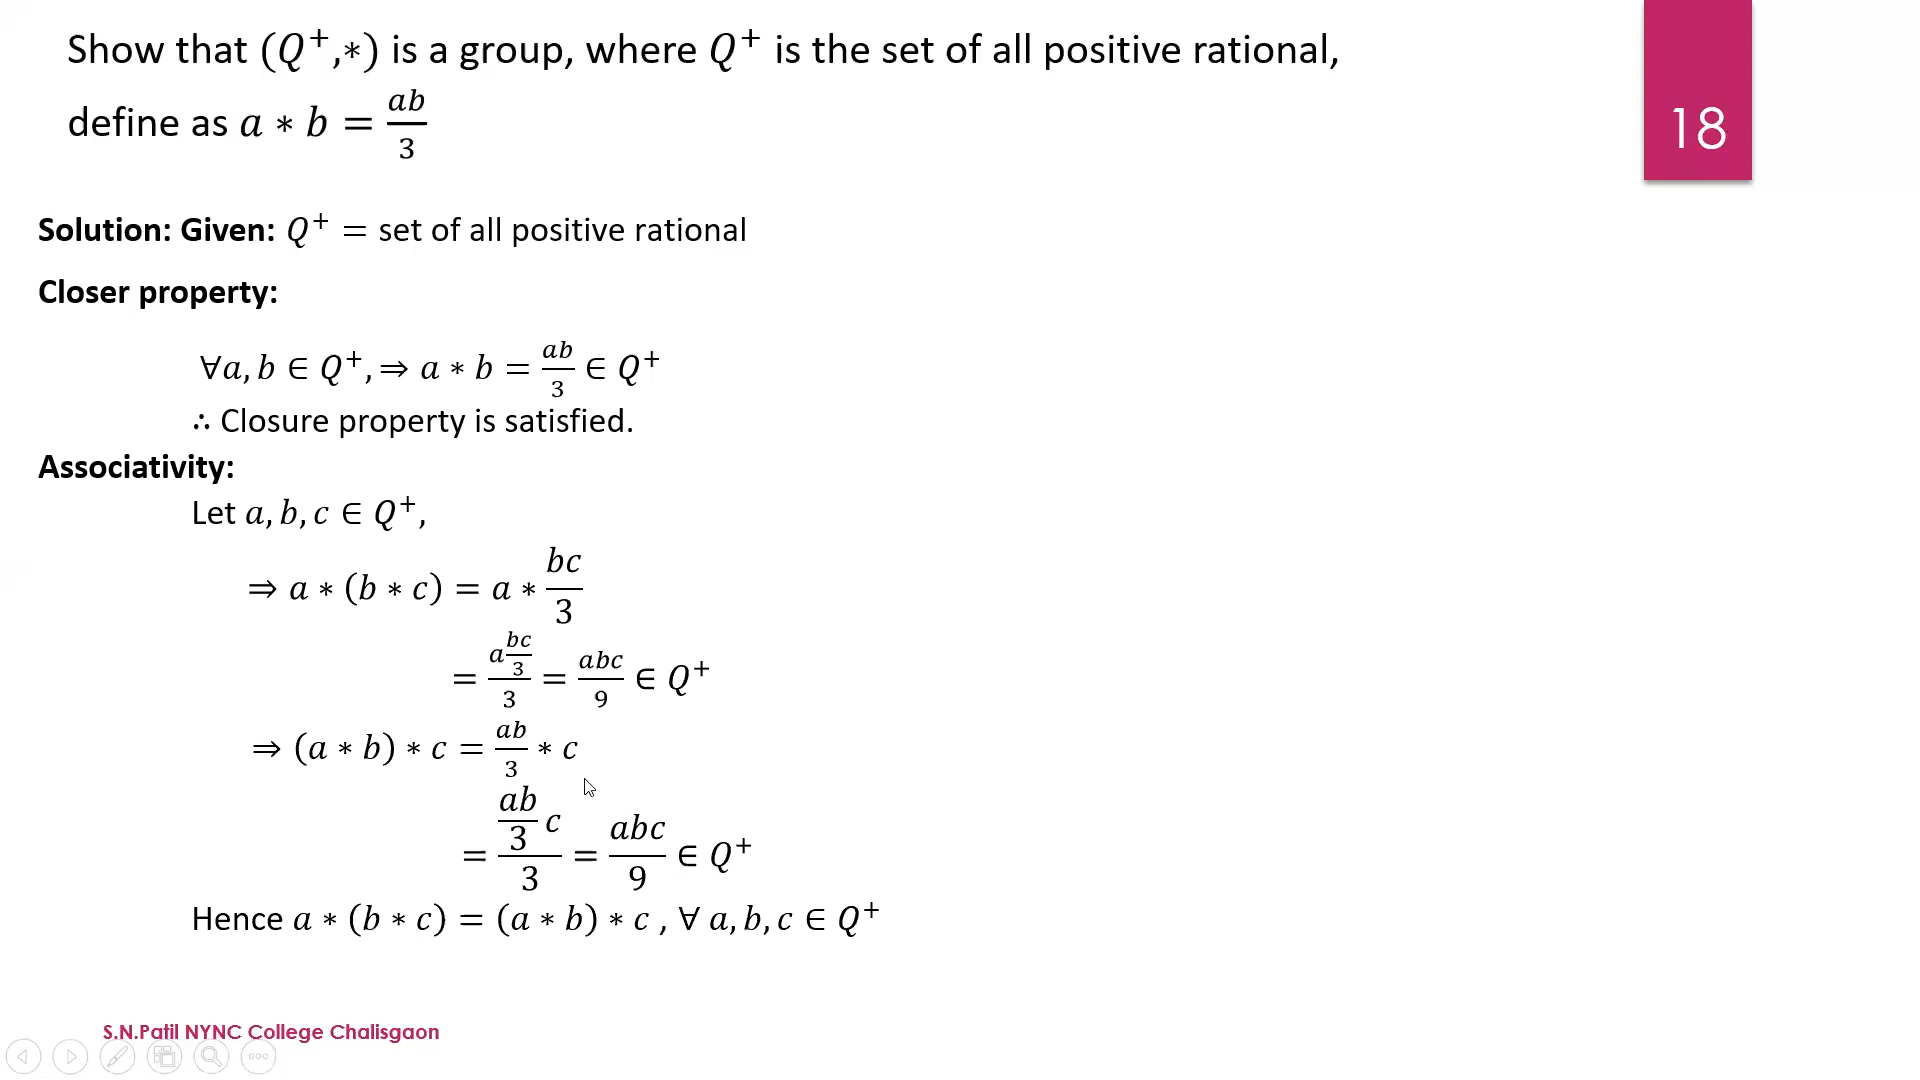 Show that (𝑄⁺,∗) is a group, where 𝑄⁺ is the set of all positive rational,
define as 𝑎 ∗ 𝑏 = 𝑎𝑏/3
18
Solution: Given: 𝑄⁺ = set of all positive rational
Closer property:
∀𝑎, 𝑏 ∈ 𝑄⁺, ⇒ 𝑎 ∗ 𝑏 = 𝑎𝑏/3 ∈ 𝑄⁺
∴ Closure property is satisfied.
Associativity:
Let 𝑎, 𝑏, 𝑐 ∈ 𝑄⁺,
⇒ 𝑎 ∗ (𝑏 ∗ 𝑐) = 𝑎 ∗ 𝑏𝑐/3
= (𝑎 𝑏𝑐/3)/3 = 𝑎𝑏𝑐/9 ∈ 𝑄⁺
⇒ (𝑎 ∗ 𝑏) ∗ 𝑐 = 𝑎𝑏/3 ∗ 𝑐
= (𝑎𝑏/3 𝑐)/3 = 𝑎𝑏𝑐/9 ∈ 𝑄⁺
Hence 𝑎 ∗ (𝑏 ∗ 𝑐) = (𝑎 ∗ 𝑏) ∗ 𝑐 , ∀ 𝑎, 𝑏, 𝑐 ∈ 𝑄⁺
S.N.Patil NYNC College Chalisgaon